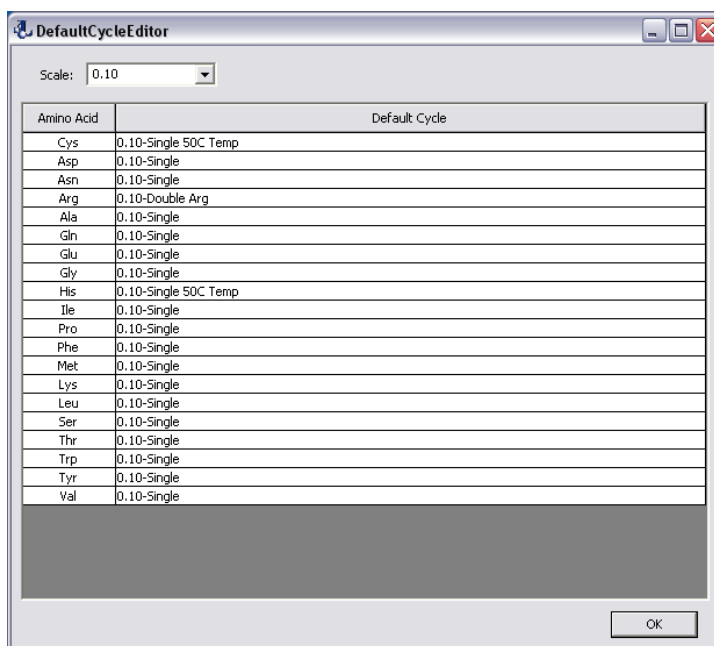 DefaultCycleEditor
Scale: 0.10
Amino Acid Default Cycle
Cys 0.10-Single 50C Temp
Asp 0.10-Single
Asn 0.10-Single
Arg 0.10-Double Arg
Ala 0.10-Single
Gln 0.10-Single
Glu 0.10-Single
Gly 0.10-Single
His 0.10-Single 50C Temp
Ile 0.10-Single
Pro 0.10-Single
Phe 0.10-Single
Met 0.10-Single
Lys 0.10-Single
Leu 0.10-Single
Ser 0.10-Single
Thr 0.10-Single
Trp 0.10-Single
Tyr 0.10-Single
Val 0.10-Single
OK